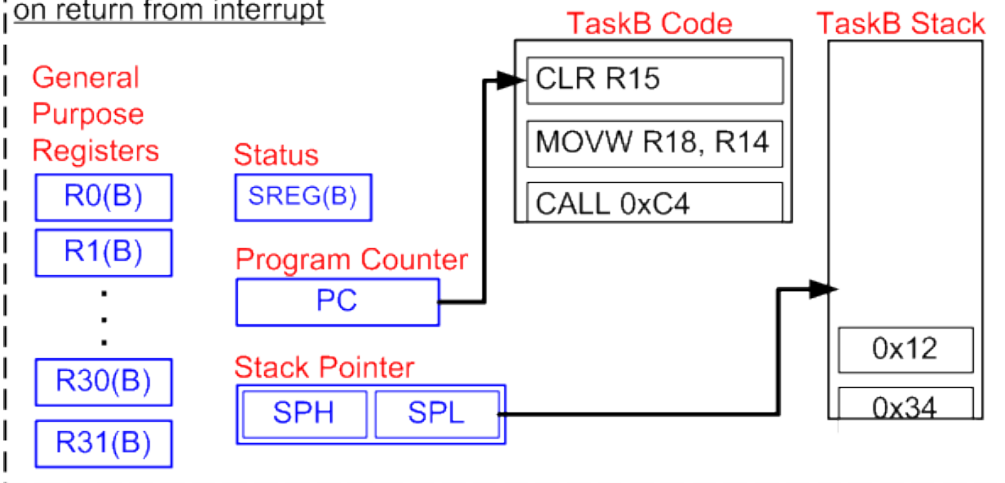 on return from interrupt
General
Purpose
Registers
R0(B)
R1(B)
R30(B)
R31(B)
Status
SREG(B)
Program Counter
PC
Stack Pointer
SPH SPL
TaskB Code
CLR R15
MOVW R18, R14
CALL 0xC4
TaskB Stack
0x12
0x34